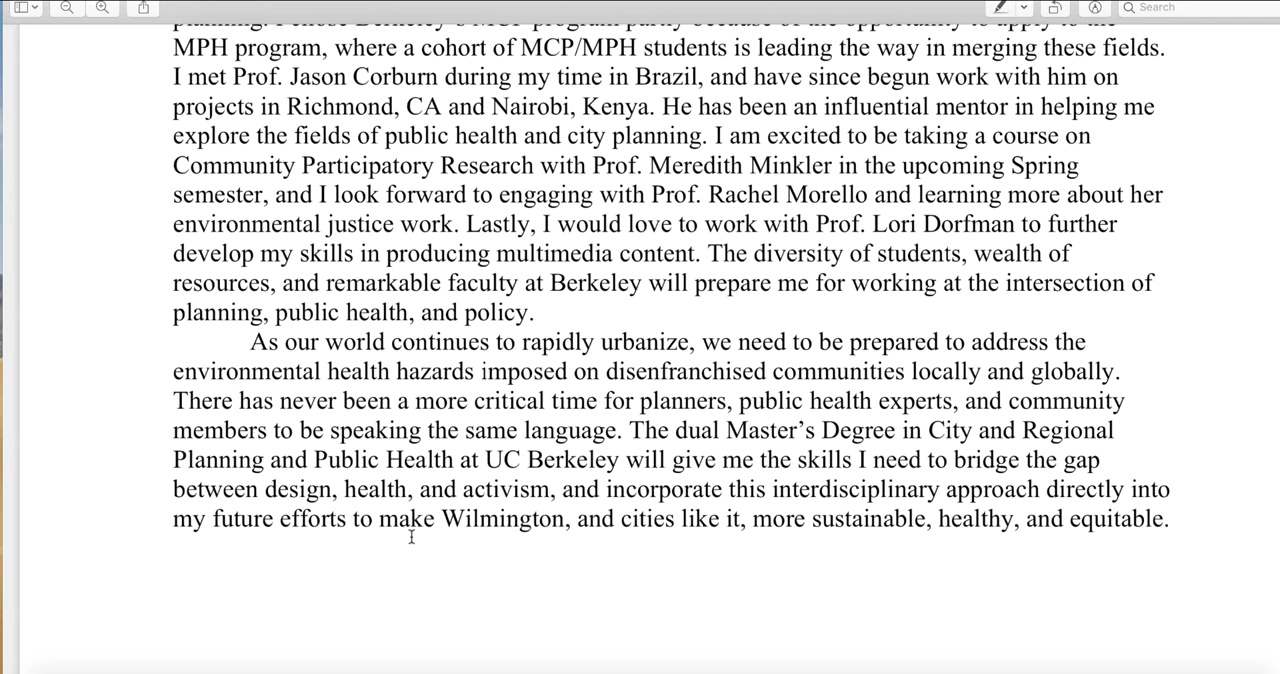 Search
MPH program, where a cohort of MCP/MPH students is leading the way in merging these fields.
I met Prof. Jason Corburn during my time in Brazil, and have since begun work with him on
projects in Richmond, CA and Nairobi, Kenya. He has been an influential mentor in helping me
explore the fields of public health and city planning. I am excited to be taking a course on
Community Participatory Research with Prof. Meredith Minkler in the upcoming Spring
semester, and I look forward to engaging with Prof. Rachel Morello and learning more about her
environmental justice work. Lastly, I would love to work with Prof. Lori Dorfman to further
develop my skills in producing multimedia content. The diversity of students, wealth of
resources, and remarkable faculty at Berkeley will prepare me for working at the intersection of
planning, public health, and policy.
As our world continues to rapidly urbanize, we need to be prepared to address the
environmental health hazards imposed on disenfranchised communities locally and globally.
There has never been a more critical time for planners, public health experts, and community
members to be speaking the same language. The dual Master’s Degree in City and Regional
Planning and Public Health at UC Berkeley will give me the skills I need to bridge the gap
between design, health, and activism, and incorporate this interdisciplinary approach directly into
my future efforts to make Wilmington, and cities like it, more sustainable, healthy, and equitable.